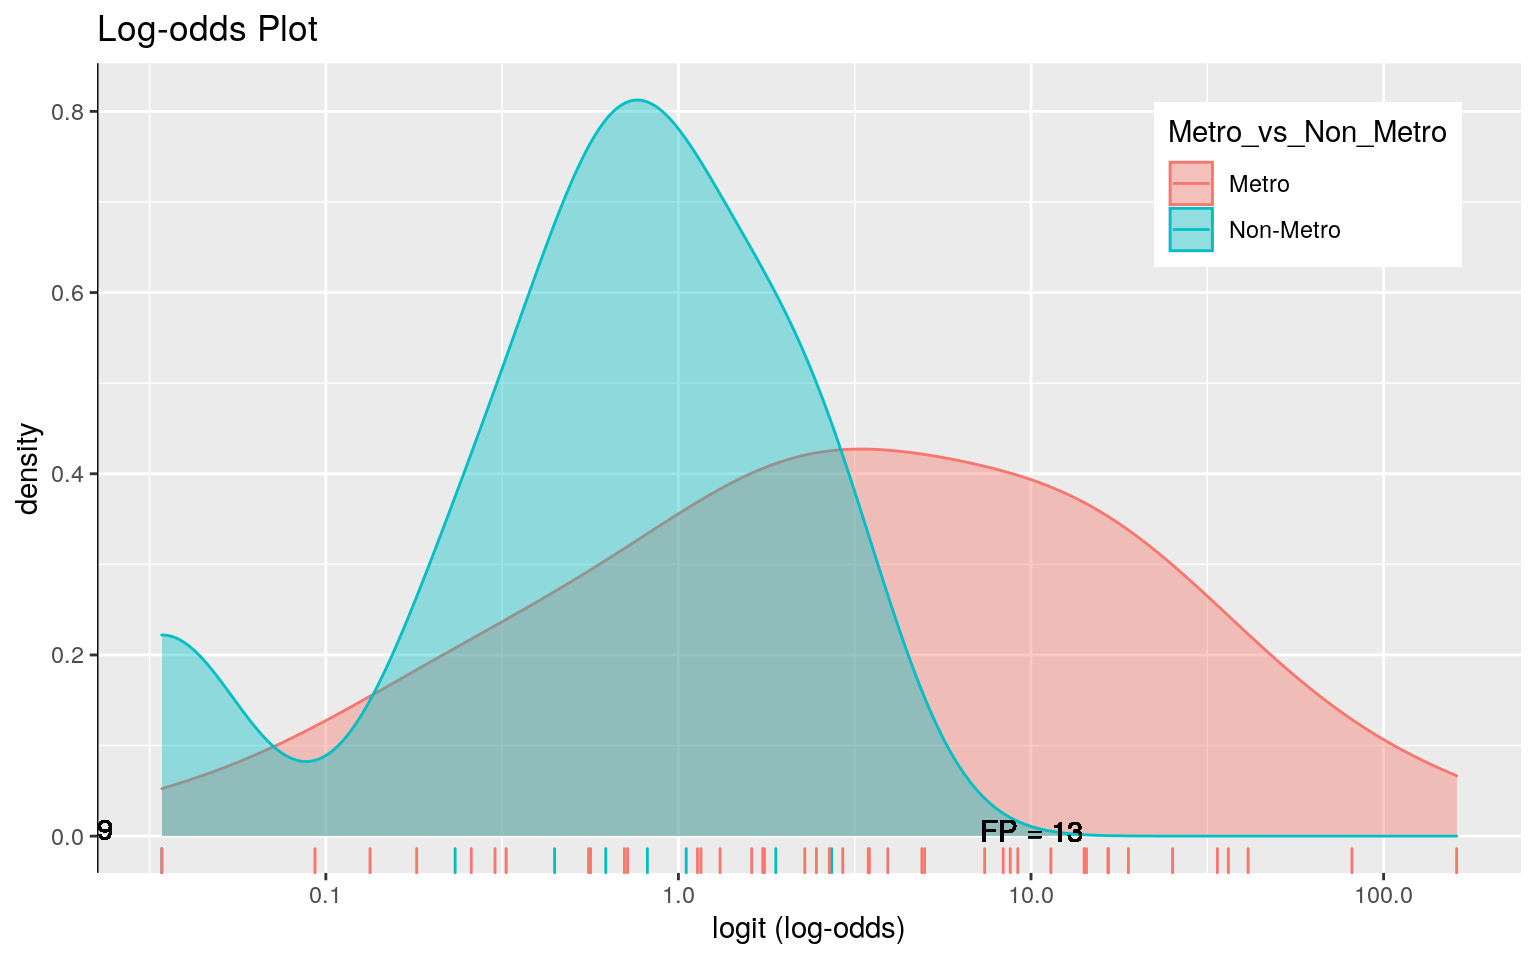 Log-odds Plot
density
0.8
0.6
0.4
0.2
0.0
Metro_vs_Non_Metro
Metro
Non-Metro
9
FP = 13
0.1
1.0
10.0
100.0
logit (log-odds)